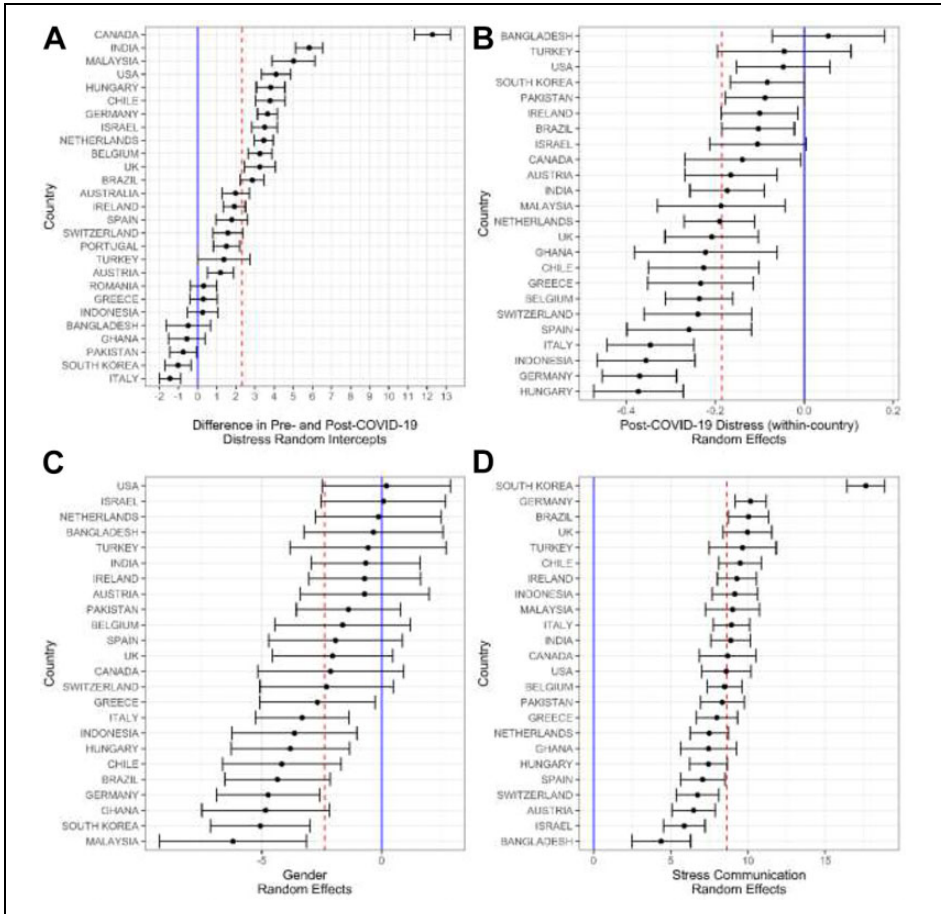 A
CANADA
INDIA
MALAYSIA
USA
HUNGARY
CHILE
GERMANY
ISRAEL
NETHERLANDS
BELGIUM
UK
BRAZIL
AUSTRALIA
IRELAND
SPAIN
SWITZERLAND
PORTUGAL
TURKEY
AUSTRIA
ROMANIA
GREECE
INDONESIA
BANGLADESH
GHANA
PAKISTAN
SOUTH KOREA
ITALY
Country
-2 -1 0 1 2 3 4 5 6 7 8 9 10 11 12 13
Difference in Pre- and Post-COVID-19
Distress Random Intercepts
B
BANGLADESH
TURKEY
USA
SOUTH KOREA
PAKISTAN
IRELAND
BRAZIL
ISRAEL
CANADA
AUSTRIA
INDIA
MALAYSIA
NETHERLANDS
UK
GHANA
CHILE
GREECE
BELGIUM
SWITZERLAND
SPAIN
ITALY
INDONESIA
GERMANY
HUNGARY
Country
-0.4 -0.2 0.0 0.2
Post-COVID-19 Distress (within-country)
Random Effects
C
USA
ISRAEL
NETHERLANDS
BANGLADESH
TURKEY
INDIA
IRELAND
AUSTRIA
PAKISTAN
BELGIUM
SPAIN
UK
CANADA
SWITZERLAND
GREECE
ITALY
INDONESIA
HUNGARY
CHILE
BRAZIL
GERMANY
GHANA
SOUTH KOREA
MALAYSIA
Country
-5 0
Gender
Random Effects
D
SOUTH KOREA
GERMANY
BRAZIL
UK
TURKEY
CHILE
IRELAND
INDONESIA
MALAYSIA
ITALY
INDIA
CANADA
USA
BELGIUM
PAKISTAN
GREECE
NETHERLANDS
GHANA
HUNGARY
SPAIN
SWITZERLAND
AUSTRIA
ISRAEL
BANGLADESH
Country
0 5 10 15
Stress Communication
Random Effects